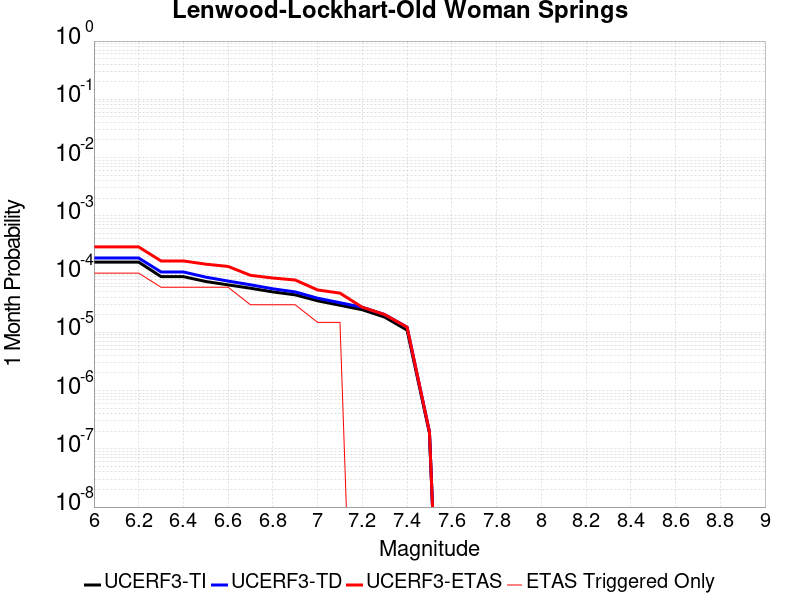 Lenwood-Lockhart-Old Woman Springs
10^0
10^-1
10^-2
10^-3
10^-4
10^-5
10^-6
10^-7
10^-8
1 Month Probability
6 6.2 6.4 6.6 6.8 7 7.2 7.4 7.6 7.8 8 8.2 8.4 8.6 8.8 9
Magnitude
UCERF3-TI UCERF3-TD UCERF3-ETAS ETAS Triggered Only